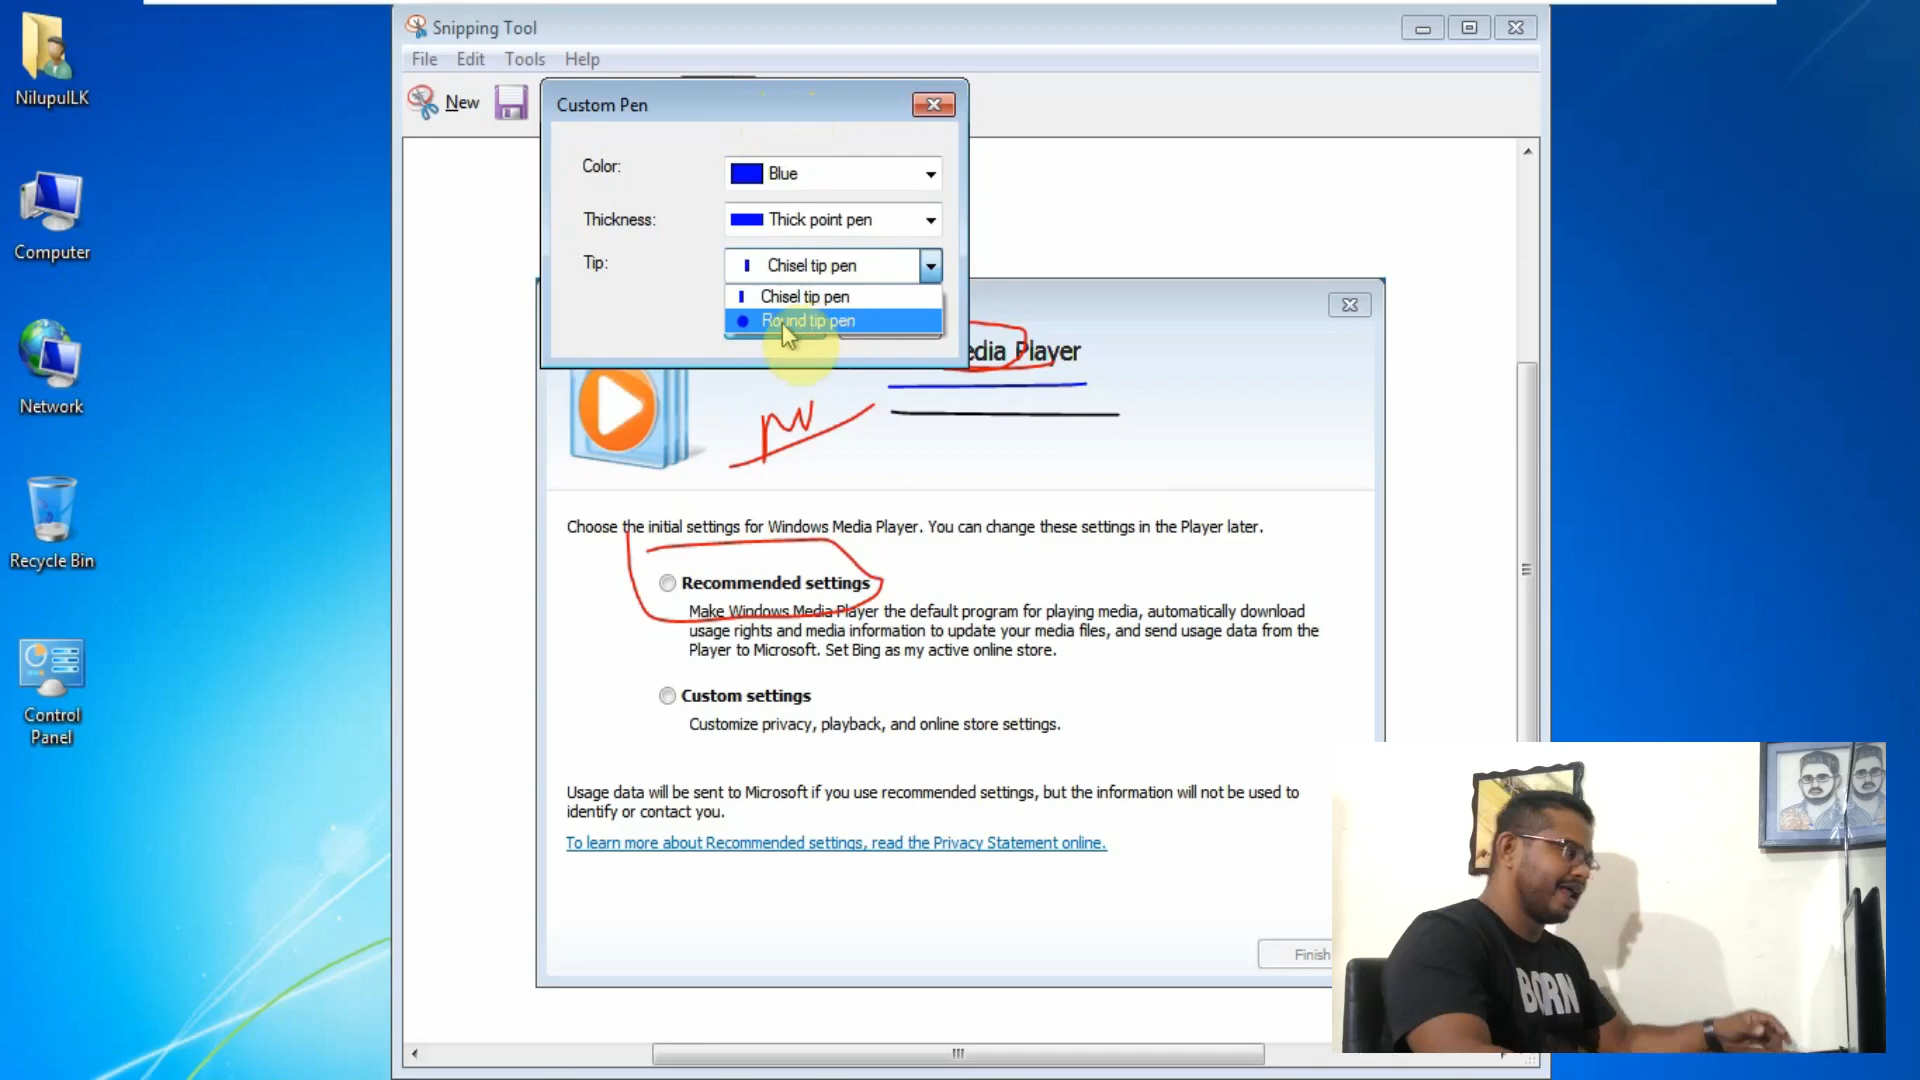 Snipping Tool
File Edit Tools Help
New
Custom Pen
Color: Blue
Thickness: Thick point pen
Tip: Chisel tip pen
Chisel tip pen
Round tip pen
edia Player
Choose the initial settings for Windows Media Player. You can change these settings in the Player later.
Recommended settings
Make Windows Media Player the default program for playing media, automatically download
usage rights and media information to update your media files, and send usage data from the
Player to Microsoft. Set Bing as my active online store.
Custom settings
Customize privacy, playback, and online store settings.
Usage data will be sent to Microsoft if you use recommended settings, but the information will not be used to
identify or contact you.
To learn more about Recommended settings, read the Privacy Statement online.
Finish
NilupulLK
Computer
Network
Recycle Bin
Control
Panel
BORN